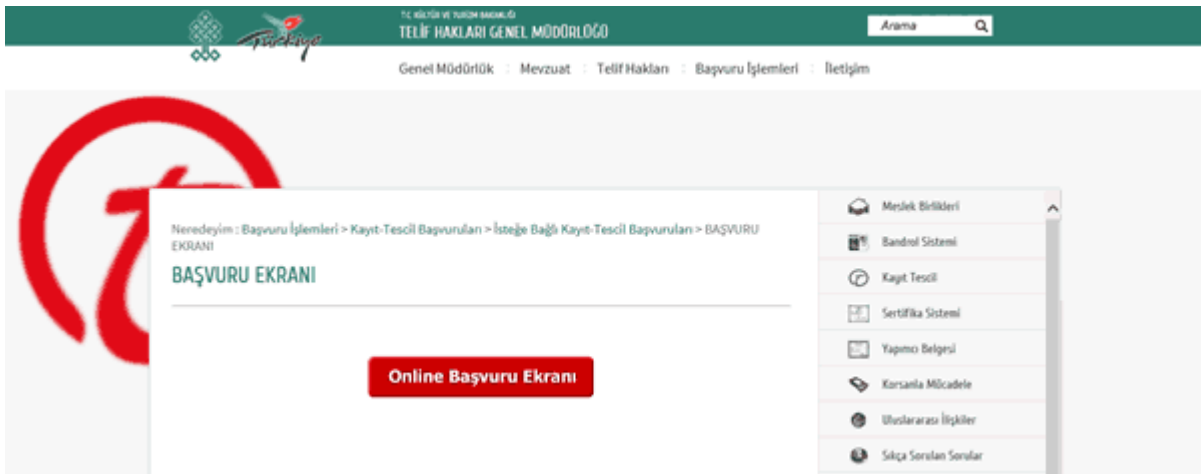 T.C. KÜLTÜR VE TURİZM BAKANLIĞI
TELİF HAKLARI GENEL MÜDÜRLÜĞÜ
Türkiye
Arama
Genel Müdürlük
Mevzuat
Telif Hakları
Başvuru İşlemleri
İletişim
Neredeyim : Başvuru İşlemleri > Kayıt-Tescil Başvuruları > İsteğe Bağlı Kayıt-Tescil Başvuruları > BAŞVURU
EKRANI
BAŞVURU EKRANI
Online Başvuru Ekranı
Meslek Birlikleri
Bandrol Sistemi
Kayıt Tescil
Sertifika Sistemi
Yapımcı Belgesi
Korsanla Mücadele
Uluslararası İlişkiler
Sıkça Sorulan Sorular